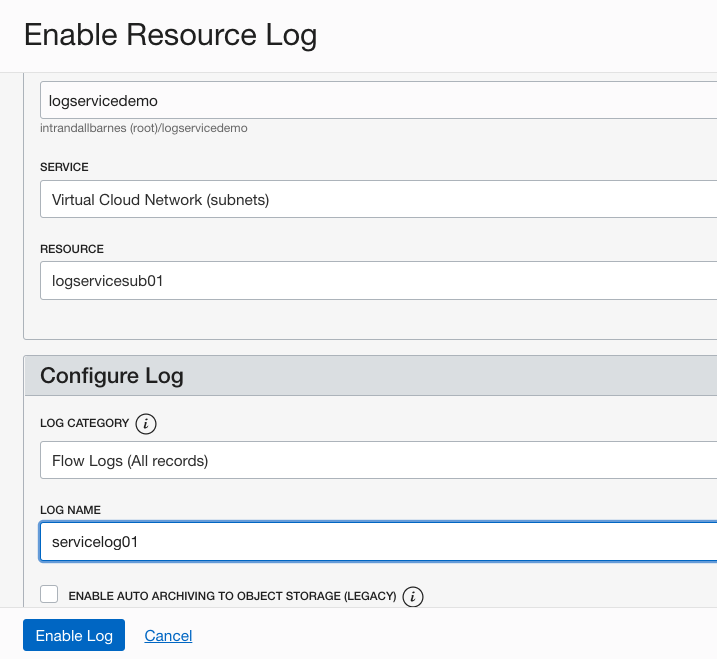 Enable Resource Log
logservicedemo
intrandallbarnes (root)/logservicedemo
SERVICE
Virtual Cloud Network (subnets)
RESOURCE
logservicesub01
Configure Log
LOG CATEGORY i
Flow Logs (All records)
LOG NAME
servicelog01
ENABLE AUTO ARCHIVING TO OBJECT STORAGE (LEGACY) i
Enable Log Cancel